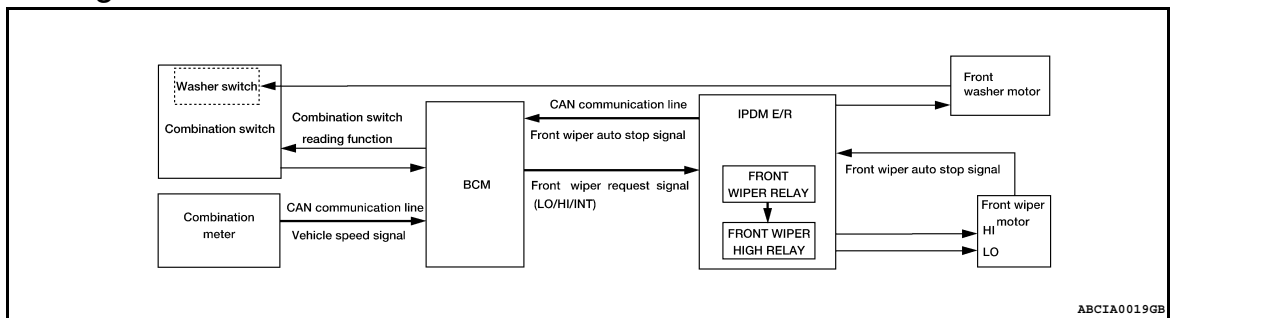 Washer switch
Combination switch
Combination switch
reading function
Combination
meter
CAN communication line
Vehicle speed signal
BCM
CAN communication line
Front wiper auto stop signal
Front wiper request signal
(LO/HI/INT)
IPDM E/R
FRONT
WIPER RELAY
FRONT WIPER
HIGH RELAY
Front
washer motor
Front wiper auto stop signal
Front wiper
motor
HI
LO
ABCIA0019GB